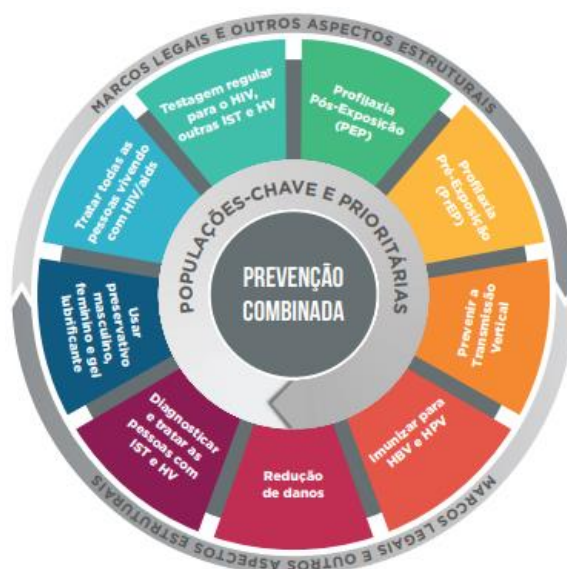 MARCOS LEGAIS E OUTROS ASPECTOS ESTRUTURAIS
Testagem regular
para o HIV,
outras IST e HV
Profilaxia
pós-Exposição
(PEP)
Profilaxia
Pré-Exposição
(PrEP)
Prevenir a
Transmissão
Vertical
Imunizar para
HBV e HPV
Redução
de danos
Diagnosticar
e tratar as
pessoas com
IST e HV
Usar
preservativo
masculino,
feminino e gel
lubrificante
Tratar todas as
pessoas vivendo
com HIV/aids
POPULAÇÕES-CHAVE E PRIORITÁRIAS
PREVENÇÃO
COMBINADA
MARCOS LEGAIS E OUTROS ASPECTOS ESTRUTURAIS